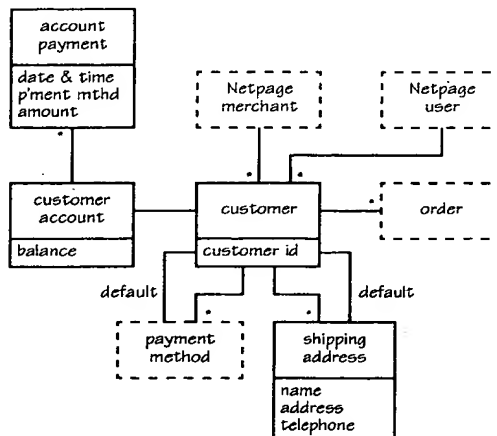 account
payment
date & time
p'ment mthd
amount
*
Netpage
merchant
Netpage
user
*
*
customer
account
balance
customer
customer id
*
order
default
default
payment
method
*
*
shipping
address
name
address
telephone